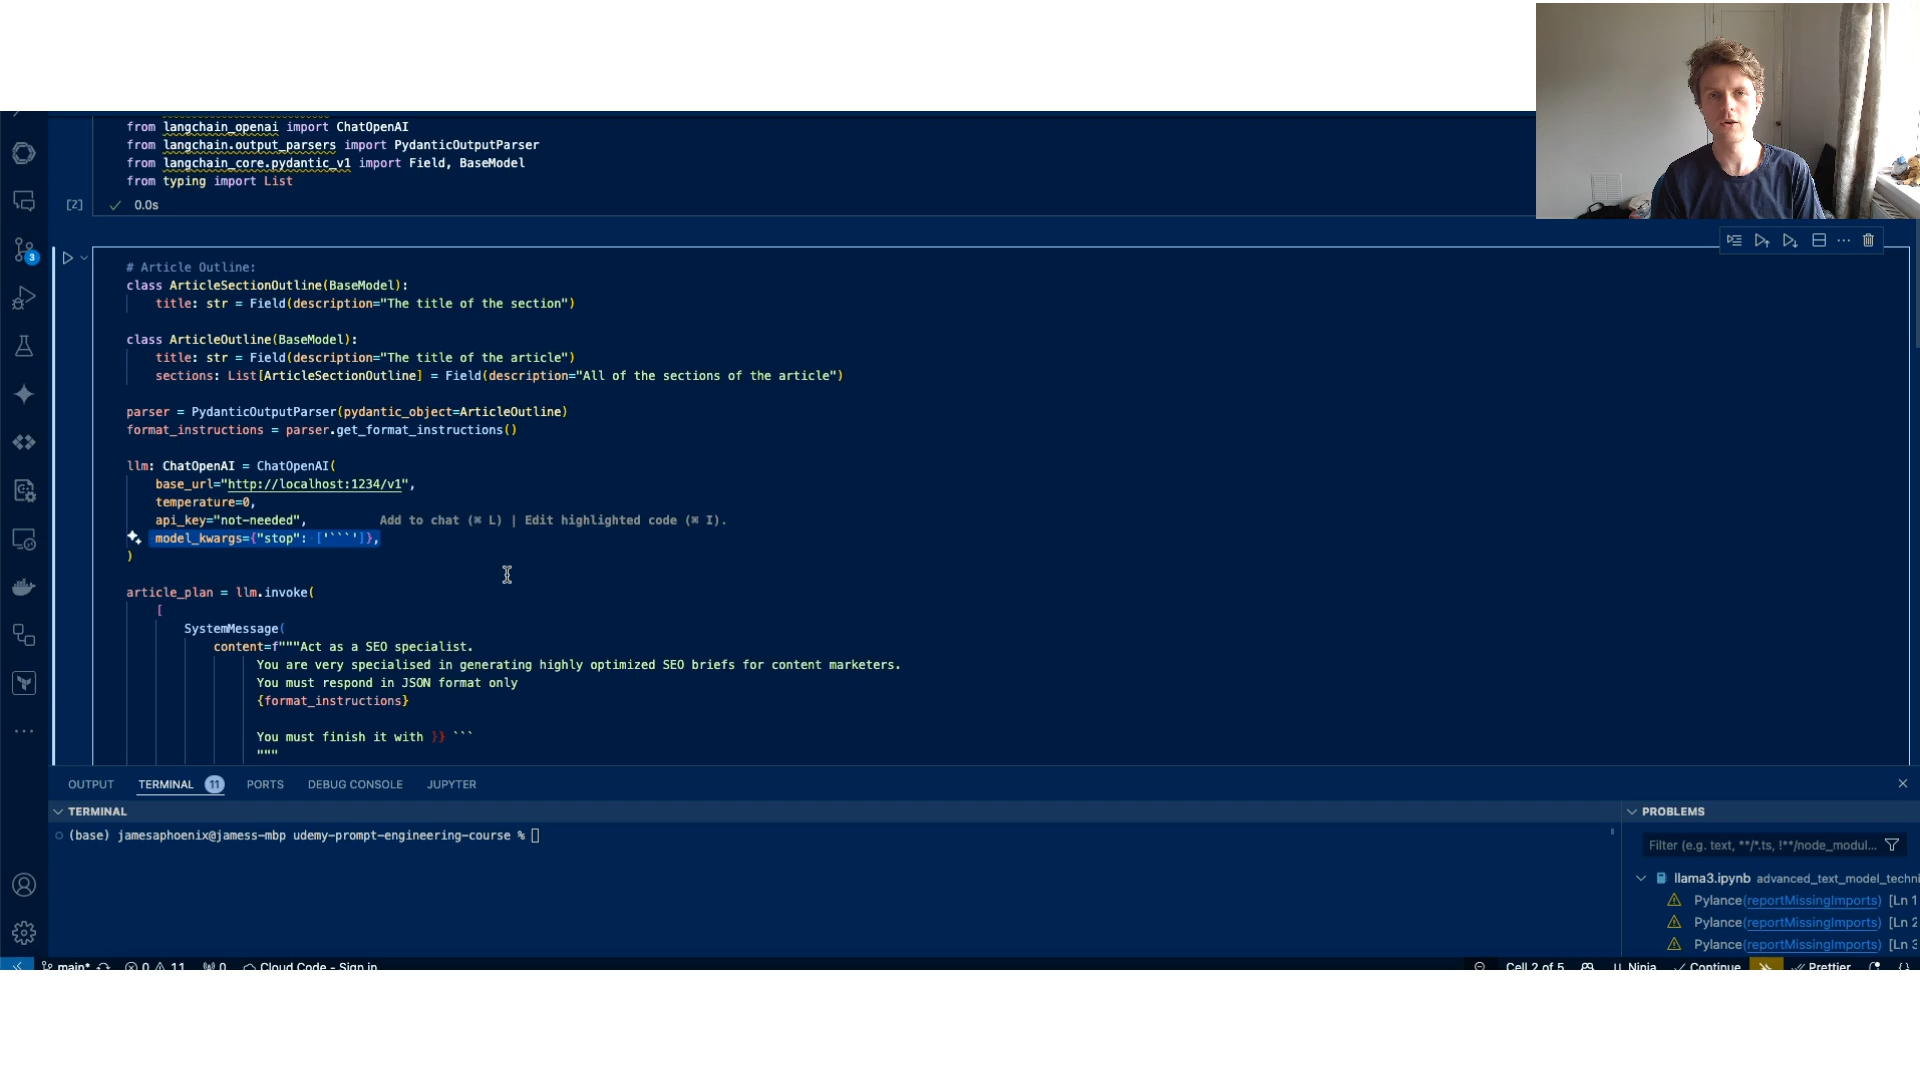 from langchain_openai import ChatOpenAI
from langchain.output_parsers import PydanticOutputParser
from langchain_core.pydantic_v1 import Field, BaseModel
from typing import List
[2] 0.0s
# Article Outline:
class ArticleSectionOutline(BaseModel):
title: str = Field(description="The title of the section")
class ArticleOutline(BaseModel):
title: str = Field(description="The title of the article")
sections: List[ArticleSectionOutline] = Field(description="All of the sections of the article")
parser = PydanticOutputParser(pydantic_object=ArticleOutline)
format_instructions = parser.get_format_instructions()
llm: ChatOpenAI = ChatOpenAI(
base_url="http://localhost:1234/v1",
temperature=0,
api_key="not-needed", Add to chat (⌘ L) | Edit highlighted code (⌘ I).
model_kwargs={"stop": ['```']},
)
article_plan = llm.invoke(
[
SystemMessage(
content=f"""Act as a SEO specialist.
You are very specialised in generating highly optimized SEO briefs for content marketers.
You must respond in JSON format only
{format_instructions}
You must finish it with }} ```
"""
3
OUTPUT TERMINAL 11 PORTS DEBUG CONSOLE JUPYTER
TERMINAL
(base) jamesaphoenix@jamess-mbp udemy-prompt-engineering-course %
PROBLEMS
Filter (e.g. text, **/*.ts, !**/node_modul...
llama3.ipynb advanced_text_model_techni
Pylance(reportMissingImports) [Ln 1
Pylance(reportMissingImports) [Ln 2
Pylance(reportMissingImports) [Ln 3
main* 0 11 0 Cloud Code - Sign in
Cell 2 of 5 Ninja Continue Prettier